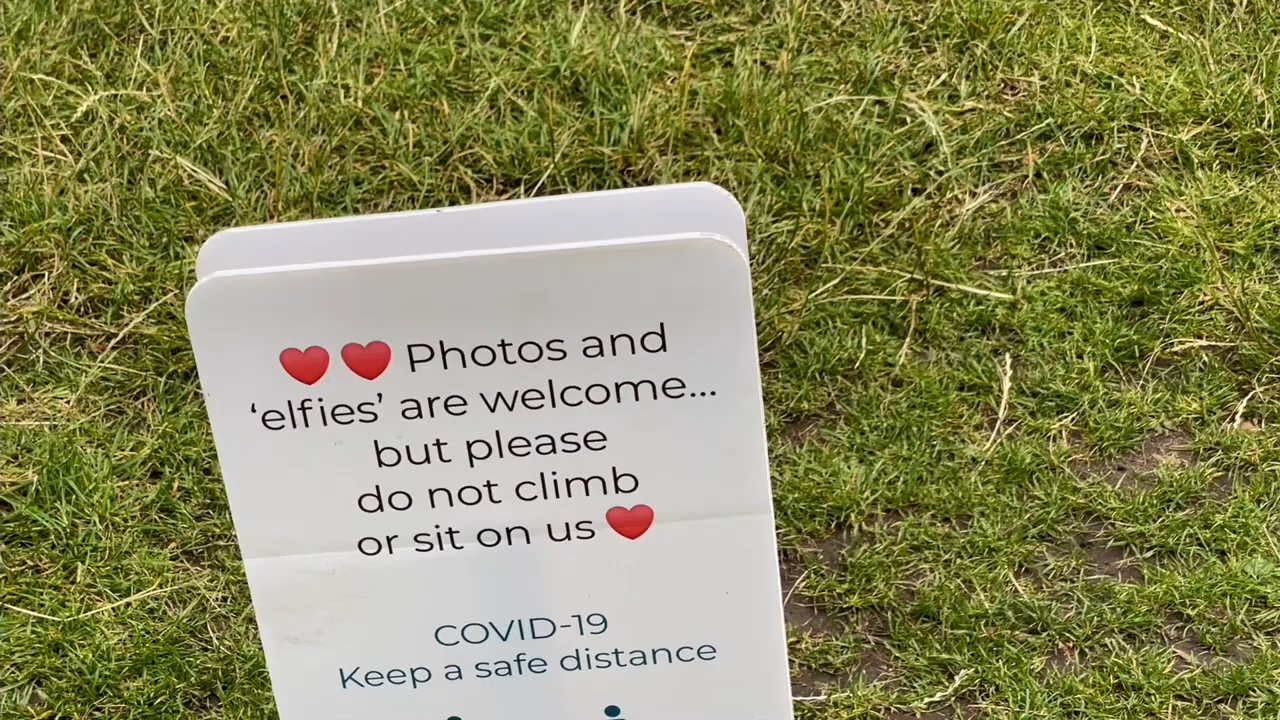 ❤️ ❤️ Photos and
‘elfies’ are welcome...
but please
do not climb
or sit on us ❤️
COVID-19
Keep a safe distance